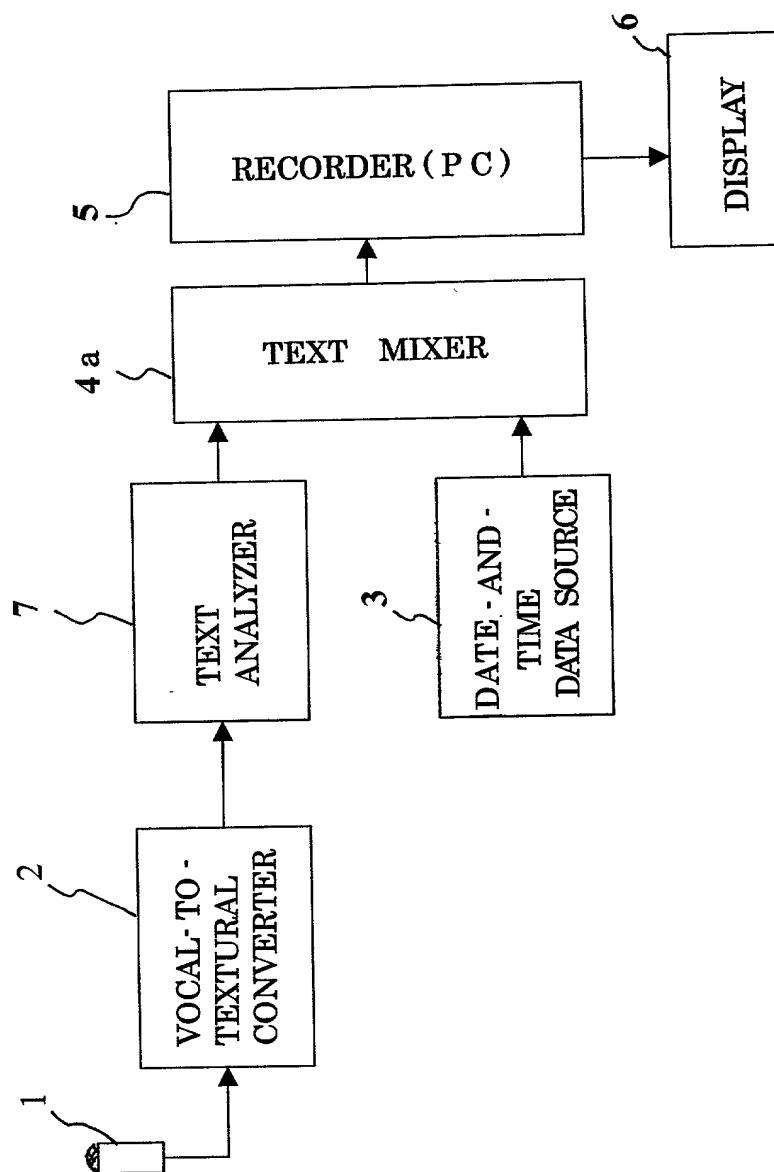 1
2
VOCAL-TO-
TEXTURAL
CONVERTER
7
TEXT
ANALYZER
3
DATE-AND-
TIME
DATA SOURCE
4a
TEXT MIXER
5
RECORDER(PC)
6
DISPLAY